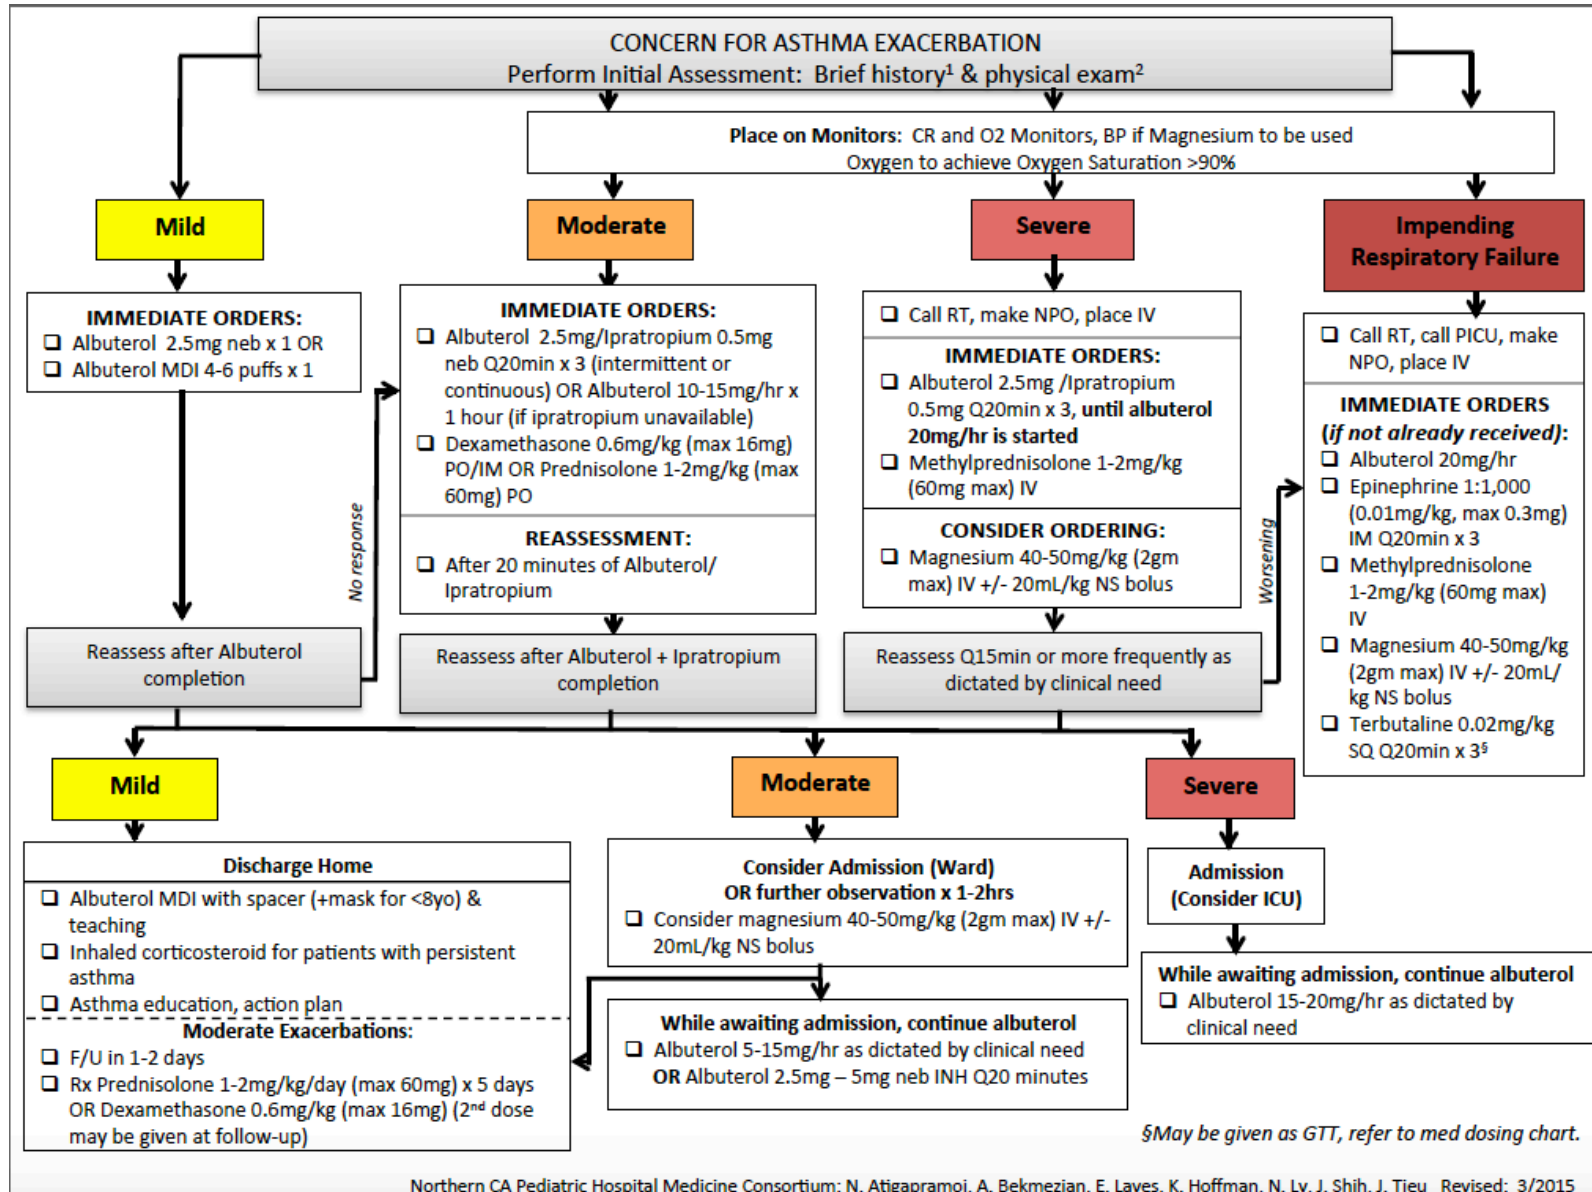 CONCERN FOR ASTHMA EXACERBATION
Perform Initial Assessment: Brief history¹ & physical exam²
Place on Monitors: CR and O2 Monitors, BP if Magnesium to be used
Oxygen to achieve Oxygen Saturation >90%
Mild
IMMEDIATE ORDERS:
❑ Albuterol 2.5mg neb x 1 OR
❑ Albuterol MDI 4-6 puffs x 1
Reassess after Albuterol
completion
No response
Moderate
IMMEDIATE ORDERS:
❑ Albuterol 2.5mg/Ipratropium 0.5mg
neb Q20min x 3 (intermittent or
continuous) OR Albuterol 10-15mg/hr x
1 hour (if ipratropium unavailable)
❑ Dexamethasone 0.6mg/kg (max 16mg)
PO/IM OR Prednisolone 1-2mg/kg (max
60mg) PO
REASSESSMENT:
❑ After 20 minutes of Albuterol/
Ipratropium
Reassess after Albuterol + Ipratropium
completion
Severe
❑ Call RT, make NPO, place IV
IMMEDIATE ORDERS:
❑ Albuterol 2.5mg /Ipratropium
0.5mg Q20min x 3, until albuterol
20mg/hr is started
❑ Methylprednisolone 1-2mg/kg
(60mg max) IV
CONSIDER ORDERING:
❑ Magnesium 40-50mg/kg (2gm
max) IV +/- 20mL/kg NS bolus
Reassess Q15min or more frequently as
dictated by clinical need
Worsening
Impending
Respiratory Failure
❑ Call RT, call PICU, make
NPO, place IV
IMMEDIATE ORDERS
(if not already received):
❑ Albuterol 20mg/hr
❑ Epinephrine 1:1,000
(0.01mg/kg, max 0.3mg)
IM Q20min x 3
❑ Methylprednisolone
1-2mg/kg (60mg max)
IV
❑ Magnesium 40-50mg/kg
(2gm max) IV +/- 20mL/
kg NS bolus
❑ Terbutaline 0.02mg/kg
SQ Q20min x 3§
Mild
Discharge Home
❑ Albuterol MDI with spacer (+mask for <8yo) &
teaching
❑ Inhaled corticosteroid for patients with persistent
asthma
❑ Asthma education, action plan
Moderate Exacerbations:
❑ F/U in 1-2 days
❑ Rx Prednisolone 1-2mg/kg/day (max 60mg) x 5 days
OR Dexamethasone 0.6mg/kg (max 16mg) (2nd dose
may be given at follow-up)
Moderate
Consider Admission (Ward)
OR further observation x 1-2hrs
❑ Consider magnesium 40-50mg/kg (2gm max) IV +/-
20mL/kg NS bolus
While awaiting admission, continue albuterol
❑ Albuterol 5-15mg/hr as dictated by clinical need
OR Albuterol 2.5mg – 5mg neb INH Q20 minutes
Severe
Admission
(Consider ICU)
While awaiting admission, continue albuterol
❑ Albuterol 15-20mg/hr as dictated by
clinical need
§May be given as GTT, refer to med dosing chart.
Northern CA Pediatric Hospital Medicine Consortium: N. Atigapramoj, A. Bekmezian, E. Laves, K. Hoffman, N. Ly, J. Shih, J. Tieu Revised: 3/2015